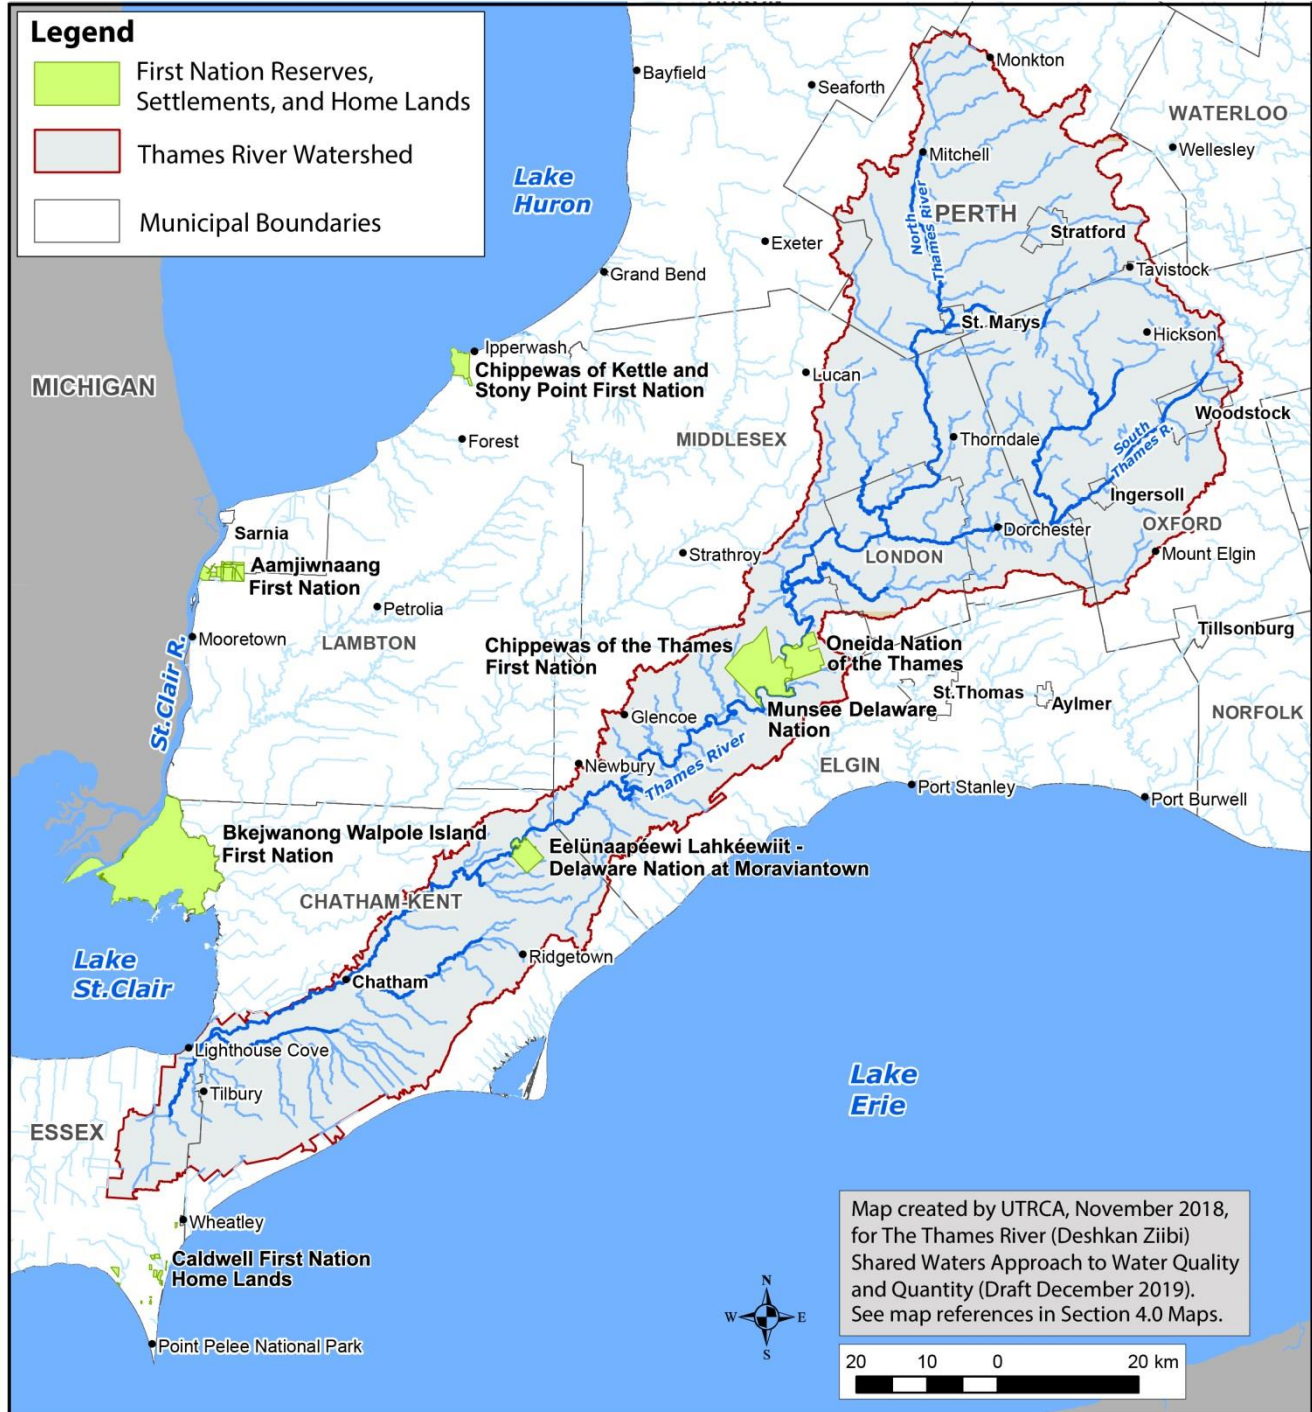 Legend
First Nation Reserves,
Settlements, and Home Lands
Thames River Watershed
Municipal Boundaries
Bayfield
Seaforth
Monkton
WATERLOO
Wellesley
Mitchell
Lake
Huron
North
Thames River
PERTH
Stratford
Exeter
Tavistock
Grand Bend
St. Marys
Hickson
Ipperwash
Chippewas of Kettle and
Stony Point First Nation
Lucan
MICHIGAN
Woodstock
Forest
MIDDLESEX
Thorndale
South
Thames R.
Ingersoll
Sarnia
Dorchester
OXFORD
Strathroy
LONDON
Mount Elgin
Aamjiwnaang
First Nation
Petrolia
Mooretown
LAMBTON
Chippewas of the Thames
First Nation
Oneida Nation
of the Thames
Tillsonburg
St.Clair R.
St.Thomas
Aylmer
Munsee Delaware
Nation
NORFOLK
Glencoe
Newbury
Thames River
ELGIN
Port Stanley
Port Burwell
Bkejwanong Walpole Island
First Nation
Eelünaapéewi Lahkéewiit -
Delaware Nation at Moraviantown
CHATHAM-KENT
Lake
St.Clair
Ridgetown
Chatham
Lighthouse Cove
Tilbury
Lake
Erie
ESSEX
Wheatley
Caldwell First Nation
Home Lands
Point Pelee National Park
Map created by UTRCA, November 2018,
for The Thames River (Deshkan Ziibi)
Shared Waters Approach to Water Quality
and Quantity (Draft December 2019).
See map references in Section 4.0 Maps.
N
W E
S
20 10 0 20 km